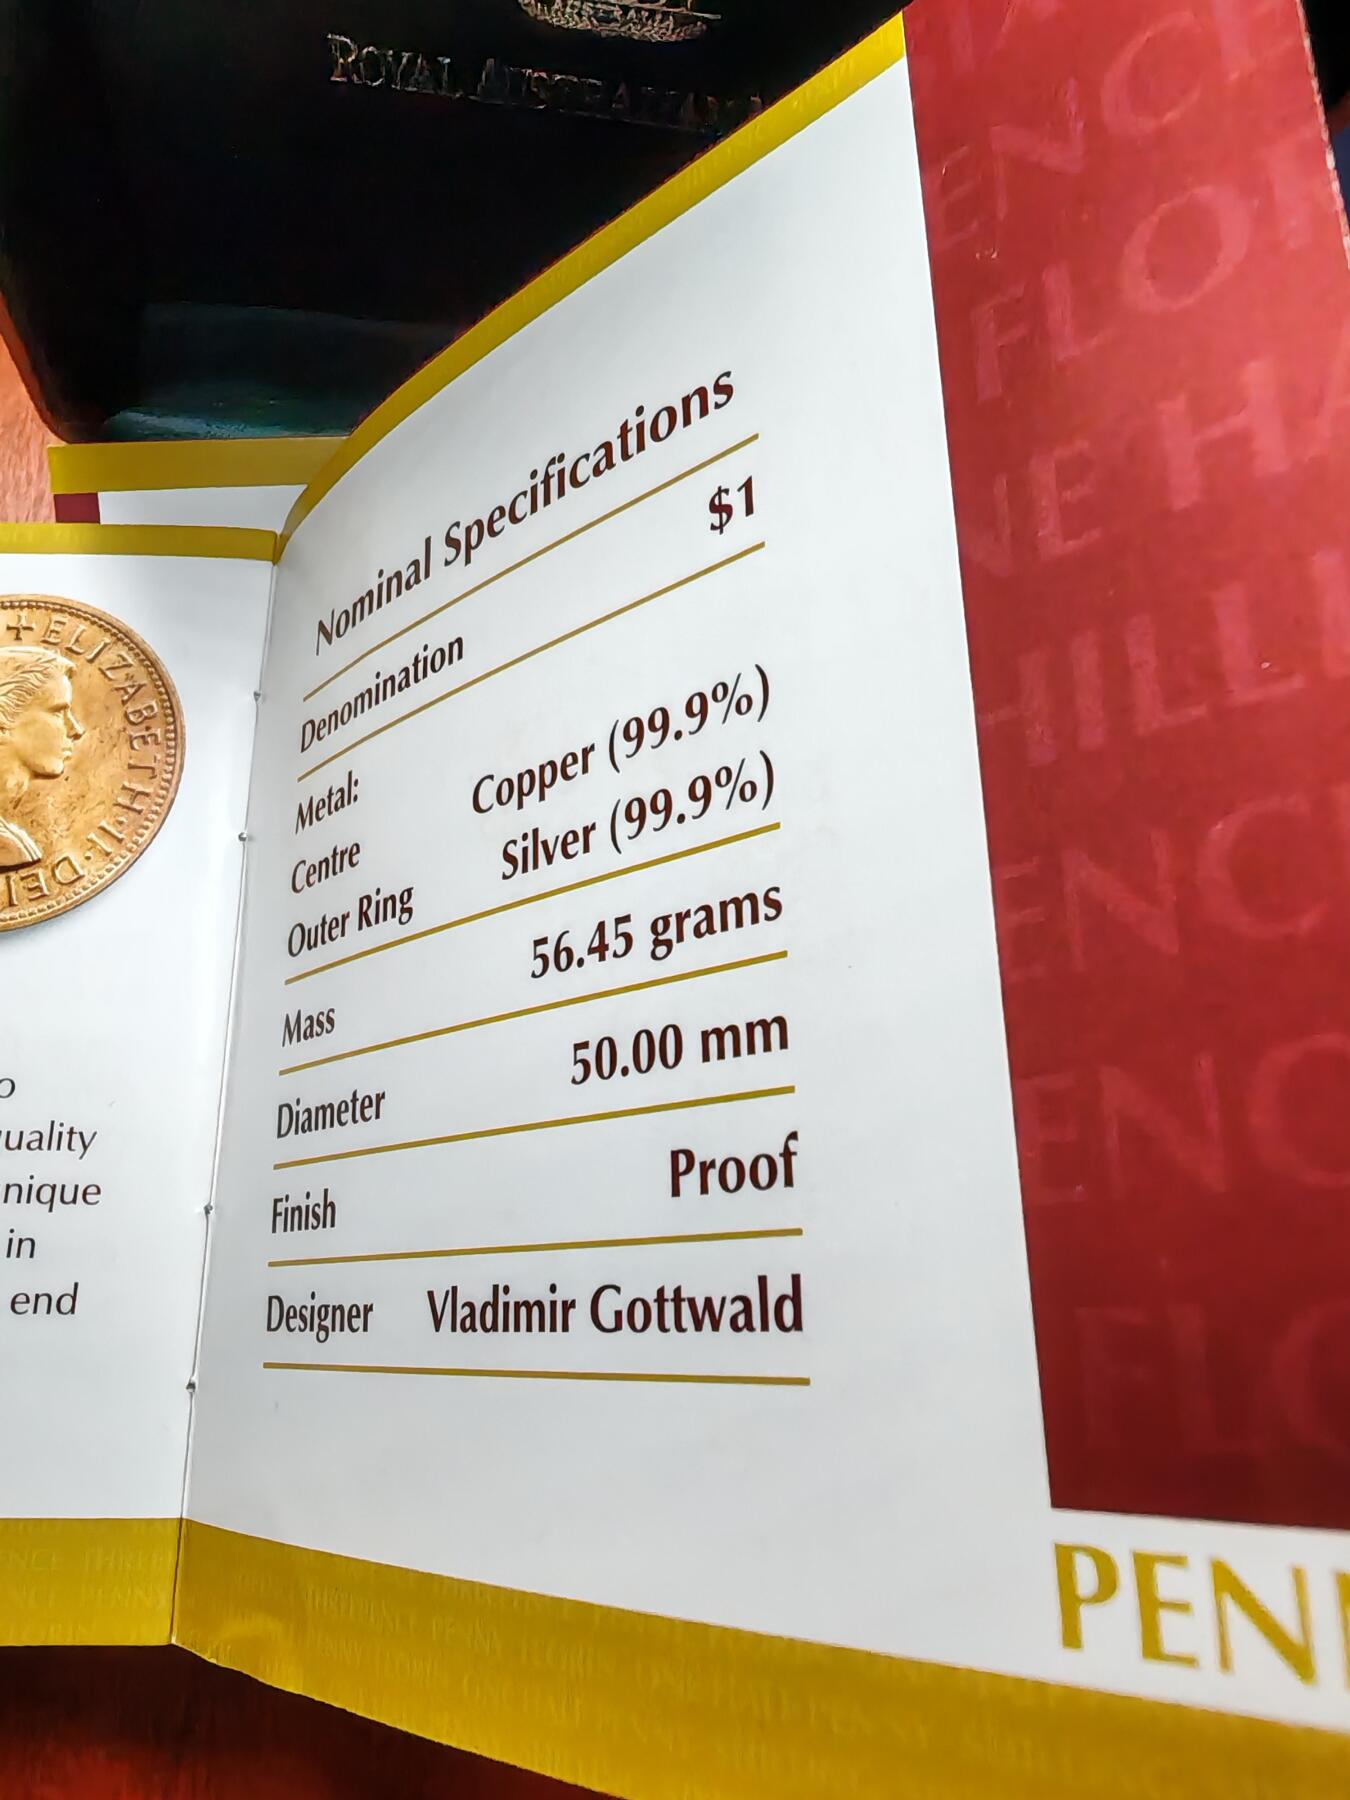 ROYAL AUSTRALIAN
ELIZABETH·II·DEI
o
uality
nique
in
end
Nominal Specifications
Denomination $1
Metal:
Centre Copper (99.9%)
Outer Ring Silver (99.9%)
Mass 56.45 grams
Diameter 50.00 mm
Finish Proof
Designer Vladimir Gottwald
PENN